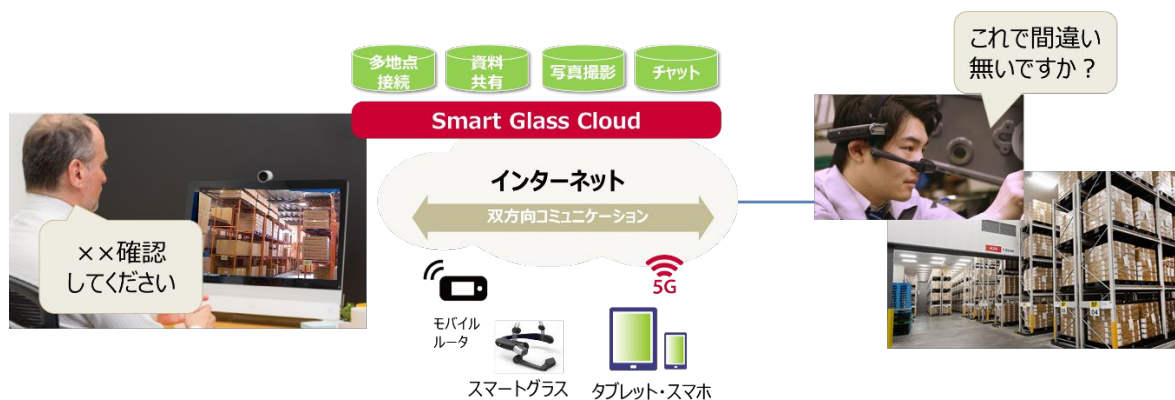 多地点
接続
資料
共有
写真撮影
チャット
Smart Glass Cloud
インターネット
双方向コミュニケーション
××確認
してください
これで間違い
無いですか？
モバイル
ルータ
5G
スマートグラス
タブレット・スマホ